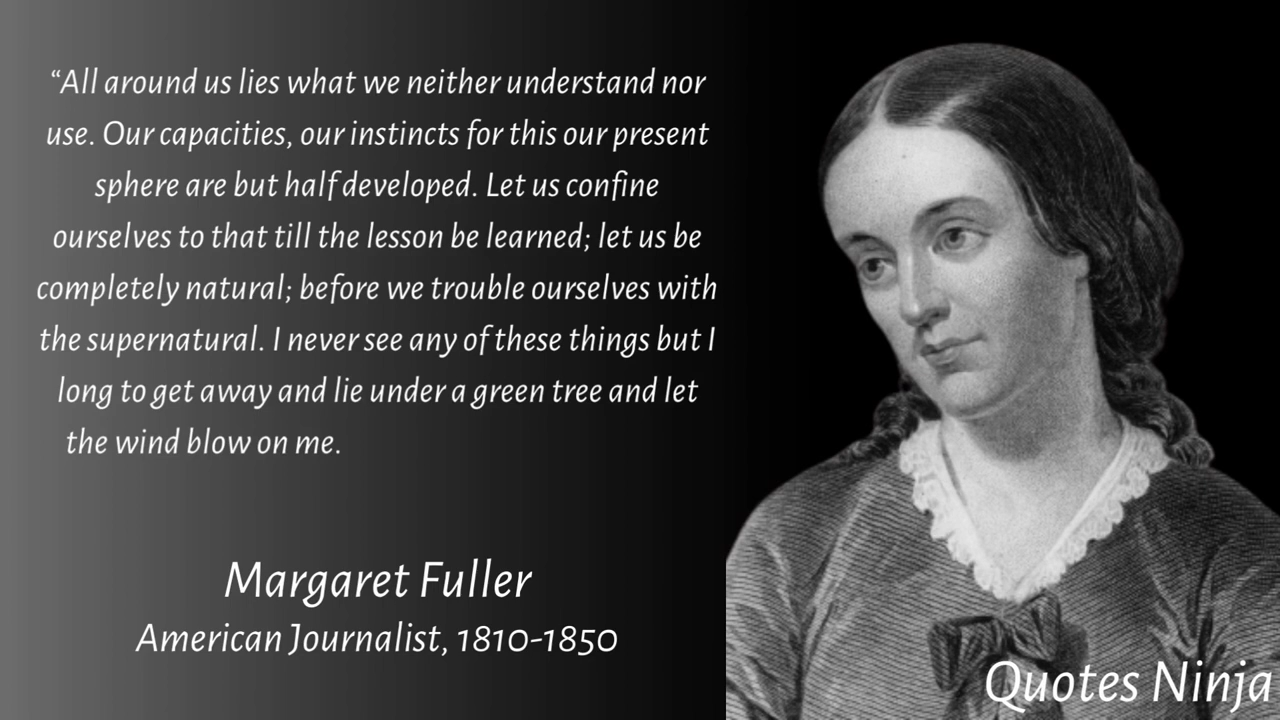 “All around us lies what we neither understand nor
use. Our capacities, our instincts for this our present
sphere are but half developed. Let us confine
ourselves to that till the lesson be learned; let us be
completely natural; before we trouble ourselves with
the supernatural. I never see any of these things but I
long to get away and lie under a green tree and let
the wind blow on me.
Margaret Fuller
American Journalist, 1810-1850
Quotes Ninja